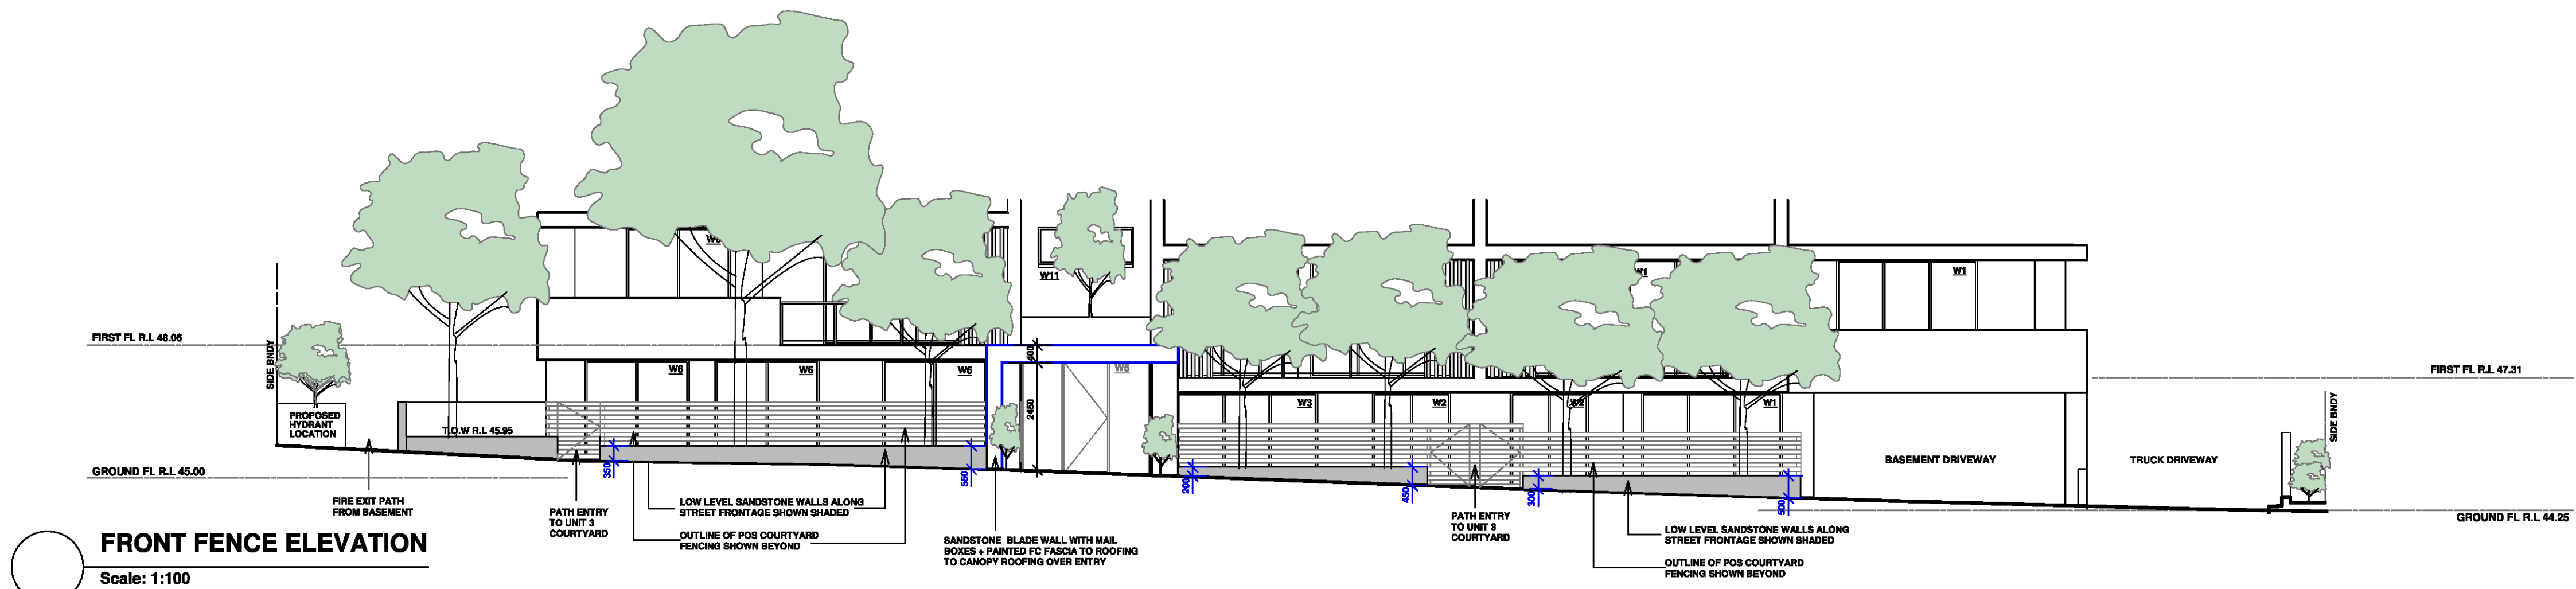 W6
W11
W1
W1
FIRST FL R.L 48.06
SIDE BNDY
400
W6
W6
W6
W5
FIRST FL R.L 47.31
2450
W3
W2
W2
W1
SIDE BNDY
PROPOSED
HYDRANT
LOCATION
T.O.W R.L 45.95
GROUND FL R.L 45.00
350
550
200
450
300
500
BASEMENT DRIVEWAY
TRUCK DRIVEWAY
FIRE EXIT PATH
FROM BASEMENT
PATH ENTRY
TO UNIT 3
COURTYARD
LOW LEVEL SANDSTONE WALLS ALONG
STREET FRONTAGE SHOWN SHADED
OUTLINE OF POS COURTYARD
FENCING SHOWN BEYOND
SANDSTONE BLADE WALL WITH MAIL
BOXES + PAINTED FC FASCIA TO ROOFING
TO CANOPY ROOFING OVER ENTRY
PATH ENTRY
TO UNIT 3
COURTYARD
LOW LEVEL SANDSTONE WALLS ALONG
STREET FRONTAGE SHOWN SHADED
OUTLINE OF POS COURTYARD
FENCING SHOWN BEYOND
GROUND FL R.L 44.25
FRONT FENCE ELEVATION
Scale: 1:100